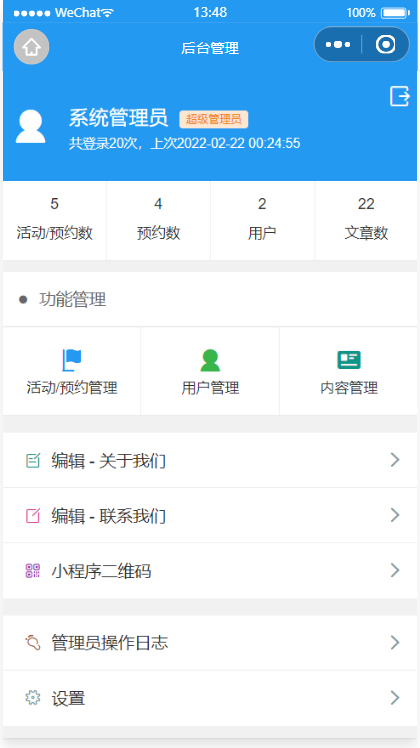 WeChat 13:48 100%
后台管理
系统管理员 超级管理员
共登录20次，上次2022-02-22 00:24:55
5 4 2 22
活动/预约数 预约数 用户 文章数
功能管理
活动/预约管理 用户管理 内容管理
编辑 - 关于我们
编辑 - 联系我们
小程序二维码
管理员操作日志
设置